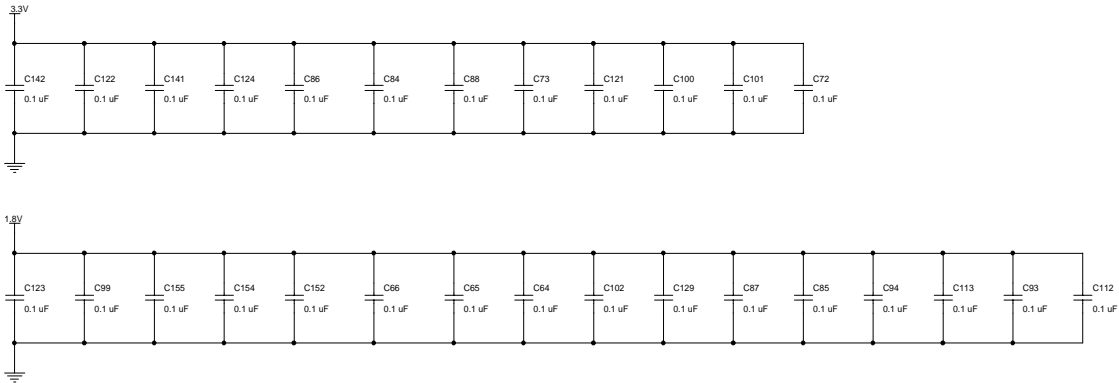 3.3V
C142 C122 C141 C124 C86 C84 C88 C73 C121 C100 C101 C72
0.1 uF 0.1 uF 0.1 uF 0.1 uF 0.1 uF 0.1 uF 0.1 uF 0.1 uF 0.1 uF 0.1 uF 0.1 uF 0.1 uF
1.8V
C123 C99 C155 C154 C152 C66 C65 C64 C102 C129 C87 C85 C94 C113 C93 C112
0.1 uF 0.1 uF 0.1 uF 0.1 uF 0.1 uF 0.1 uF 0.1 uF 0.1 uF 0.1 uF 0.1 uF 0.1 uF 0.1 uF 0.1 uF 0.1 uF 0.1 uF 0.1 uF